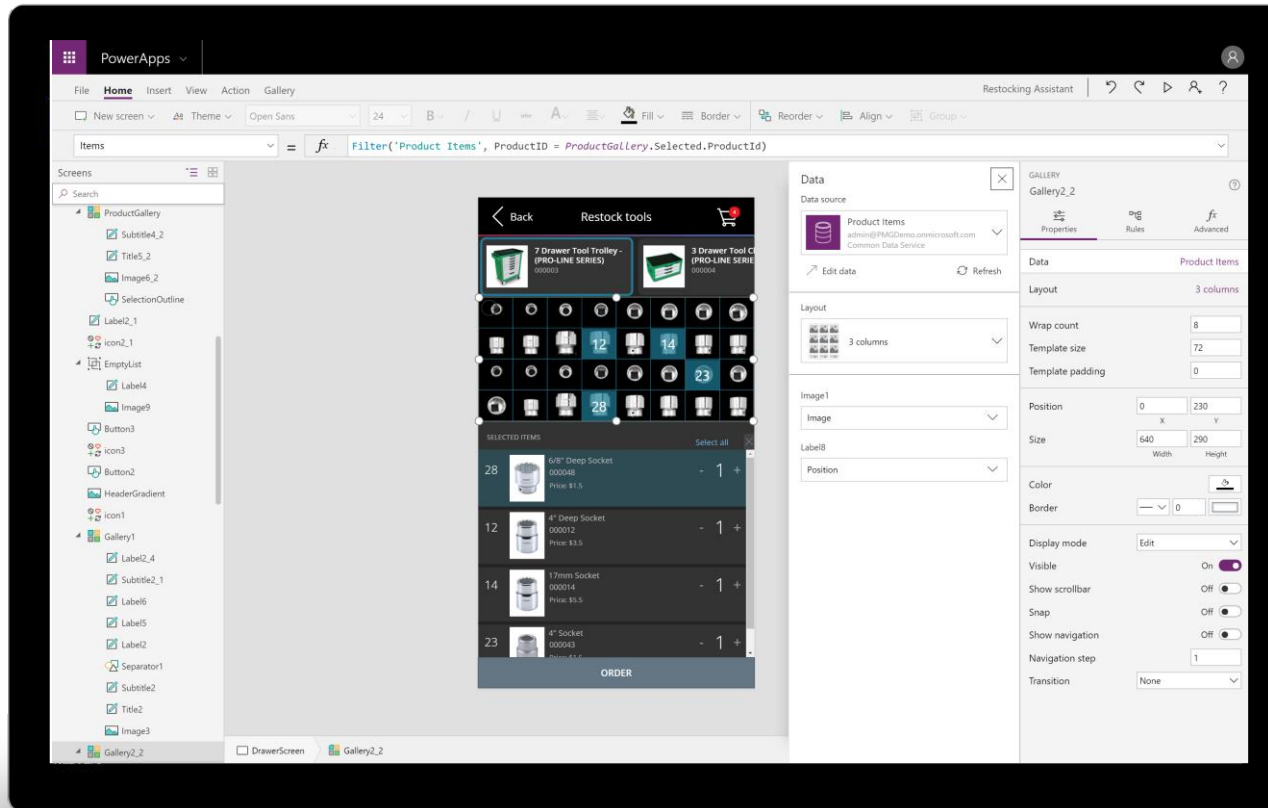 PowerApps
File Home Insert View Action Gallery
Restocking Assistant
New screen Theme Open Sans 24 B / U abc A Fill Border Reorder Align Group
Items = fx Filter('Product Items', ProductID = ProductGallery.Selected.ProductId)
Screens
Search
ProductGallery
Subtitle4_2
Title5_2
Image6_2
SelectionOutline
Label2_1
icon2_1
EmptyList
Label4
Image9
Button3
icon3
Button2
HeaderGradient
icon1
Gallery1
Label2_4
Subtitle2_1
Label6
Label5
Label2
Separator1
Subtitle2
Title2
Image3
Gallery2_2
Back Restock tools 4
7 Drawer Tool Trolley -
(PRO-LINE SERIES)
000003
3 Drawer Tool C
(PRO-LINE SERIE
000004
12 14
23
28
SELECTED ITEMS Select all
28 6/8" Deep Socket
000048
Price: $1.5
- 1 +
12 4" Deep Socket
000012
Price: $3.5
- 1 +
14 17mm Socket
000014
Price: $5.5
- 1 +
23 4" Socket
000043
- 1 +
ORDER
DrawerScreen Gallery2_2
Data
Data source
Product Items
admin@PMGDemo.onmicrosoft.com
Common Data Service
Edit data Refresh
Layout
3 columns
Image1
Image
Label8
Position
GALLERY
Gallery2_2
Properties Rules Advanced
Data Product Items
Layout 3 columns
Wrap count 8
Template size 72
Template padding 0
Position 0 230
X Y
Size 640 290
Width Height
Color
Border 0
Display mode Edit
Visible On
Show scrollbar Off
Snap Off
Show navigation Off
Navigation step 1
Transition None